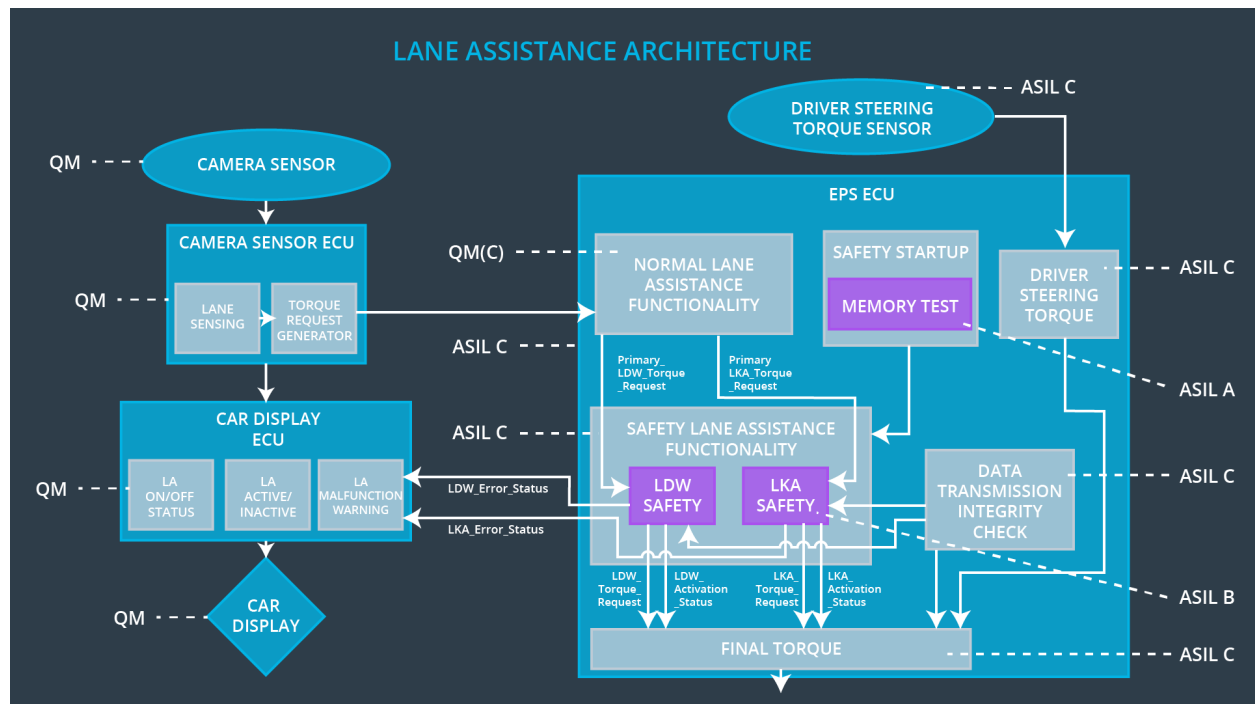 LANE ASSISTANCE ARCHITECTURE
ASIL C
DRIVER STEERING
TORQUE SENSOR
QM
CAMERA SENSOR
EPS ECU
CAMERA SENSOR ECU
QM(C)
NORMAL LANE
ASSISTANCE
FUNCTIONALITY
SAFETY STARTUP
MEMORY TEST
DRIVER
STEERING
TORQUE
ASIL C
QM
LANE
SENSING
TORQUE
REQUEST
GENERATOR
ASIL C
Primary_
LDW_Torque
_Request
Primary
LKA_Torque
_Request
ASIL A
CAR DISPLAY
ECU
ASIL C
SAFETY LANE ASSISTANCE
FUNCTIONALITY
QM
LA
ON/OFF
STATUS
LA
ACTIVE/
INACTIVE
LA
MALFUNCTION
WARNING
LDW_Error_Status
LKA_Error_Status
LDW
SAFETY
LKA
SAFETY
DATA
TRANSMISSION
INTEGRITY
CHECK
ASIL C
LDW_
Torque_
Request
LDW_
Activation
_Status
LKA_
Torque_
Request
LKA_
Activation
_Status
ASIL B
QM
CAR
DISPLAY
FINAL TORQUE
ASIL C